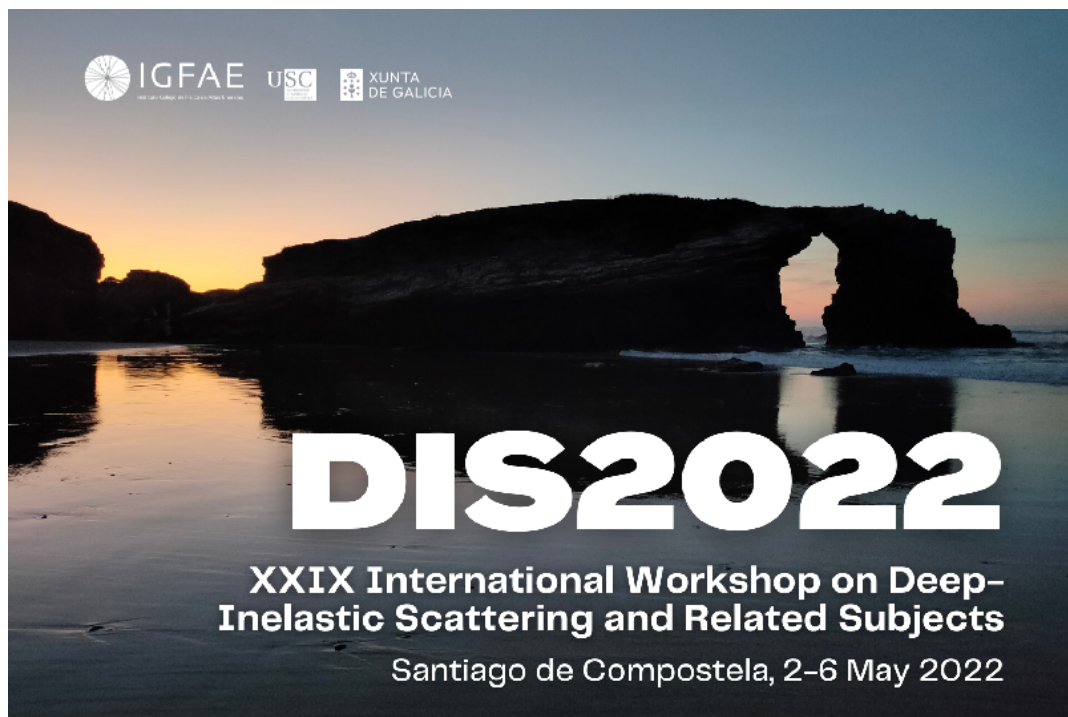 IGFAE
USC
XUNTA
DE GALICIA
DIS2022
XXIX International Workshop on Deep-
Inelastic Scattering and Related Subjects
Santiago de Compostela, 2-6 May 2022